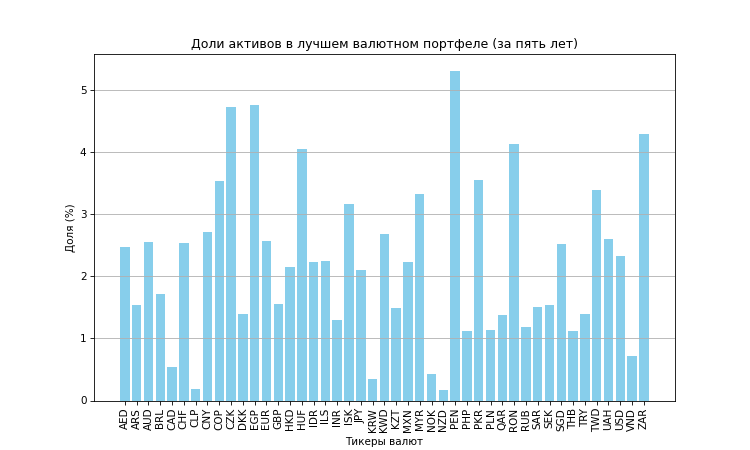 Доли активов в лучшем валютном портфеле (за пять лет)
Доля (%)
5
4
3
2
1
0
AED ARS AUD BRL CAD CHF CLP CNY COP CZK DKK EGP EUR GBP HKD HUF IDR ILS INR ISK JPY KRW KWD KZT MXN MYR NOK NZD PEN PHP PKR PLN QAR RON RUB SAR SEK SGD THB TRY TWD UAH USD VND ZAR
Тикеры валют